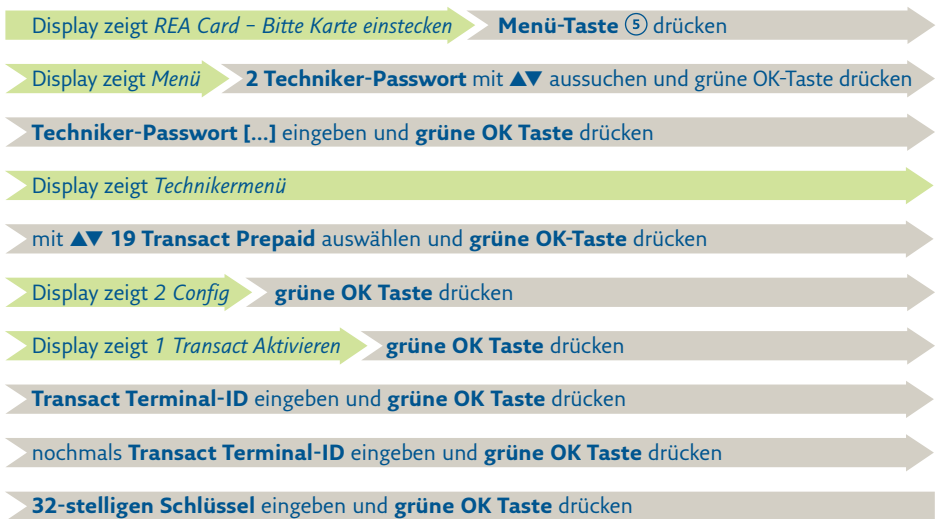 Display zeigt REA Card – Bitte Karte einstecken Menü-Taste ⑤ drücken
Display zeigt Menü 2 Techniker-Passwort mit ▲▼ aussuchen und grüne OK-Taste drücken
Techniker-Passwort [...] eingeben und grüne OK Taste drücken
Display zeigt Technikermenü
mit ▲▼ 19 Transact Prepaid auswählen und grüne OK-Taste drücken
Display zeigt 2 Config grüne OK Taste drücken
Display zeigt 1 Transact Aktivieren grüne OK Taste drücken
Transact Terminal-ID eingeben und grüne OK Taste drücken
nochmals Transact Terminal-ID eingeben und grüne OK Taste drücken
32-stelligen Schlüssel eingeben und grüne OK Taste drücken